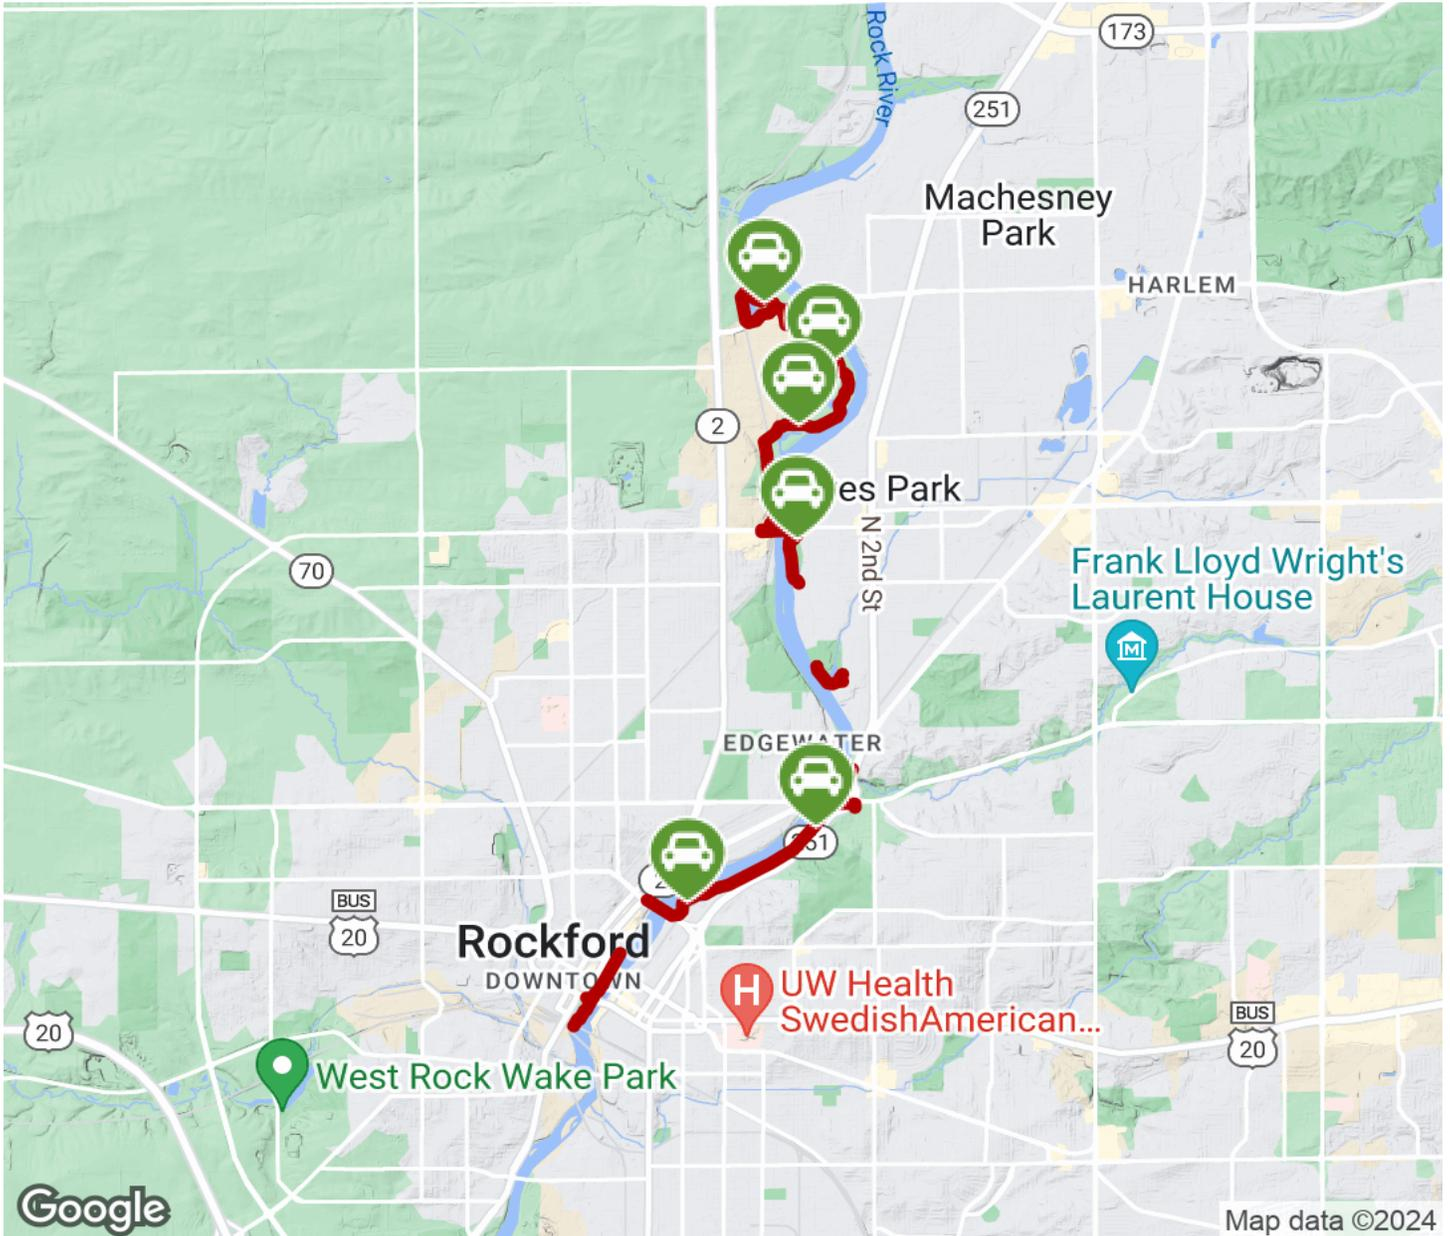 Rock River
173
251
Machesney
Park
HARLEM
2
es Park
N 2nd St
70
Frank Lloyd Wright's
Laurent House
M
EDGEWATER
BUS
20
Rockford
DOWNTOWN
H
UW Health
SwedishAmerican...
BUS
20
20
West Rock Wake Park
Google
Map data ©2024